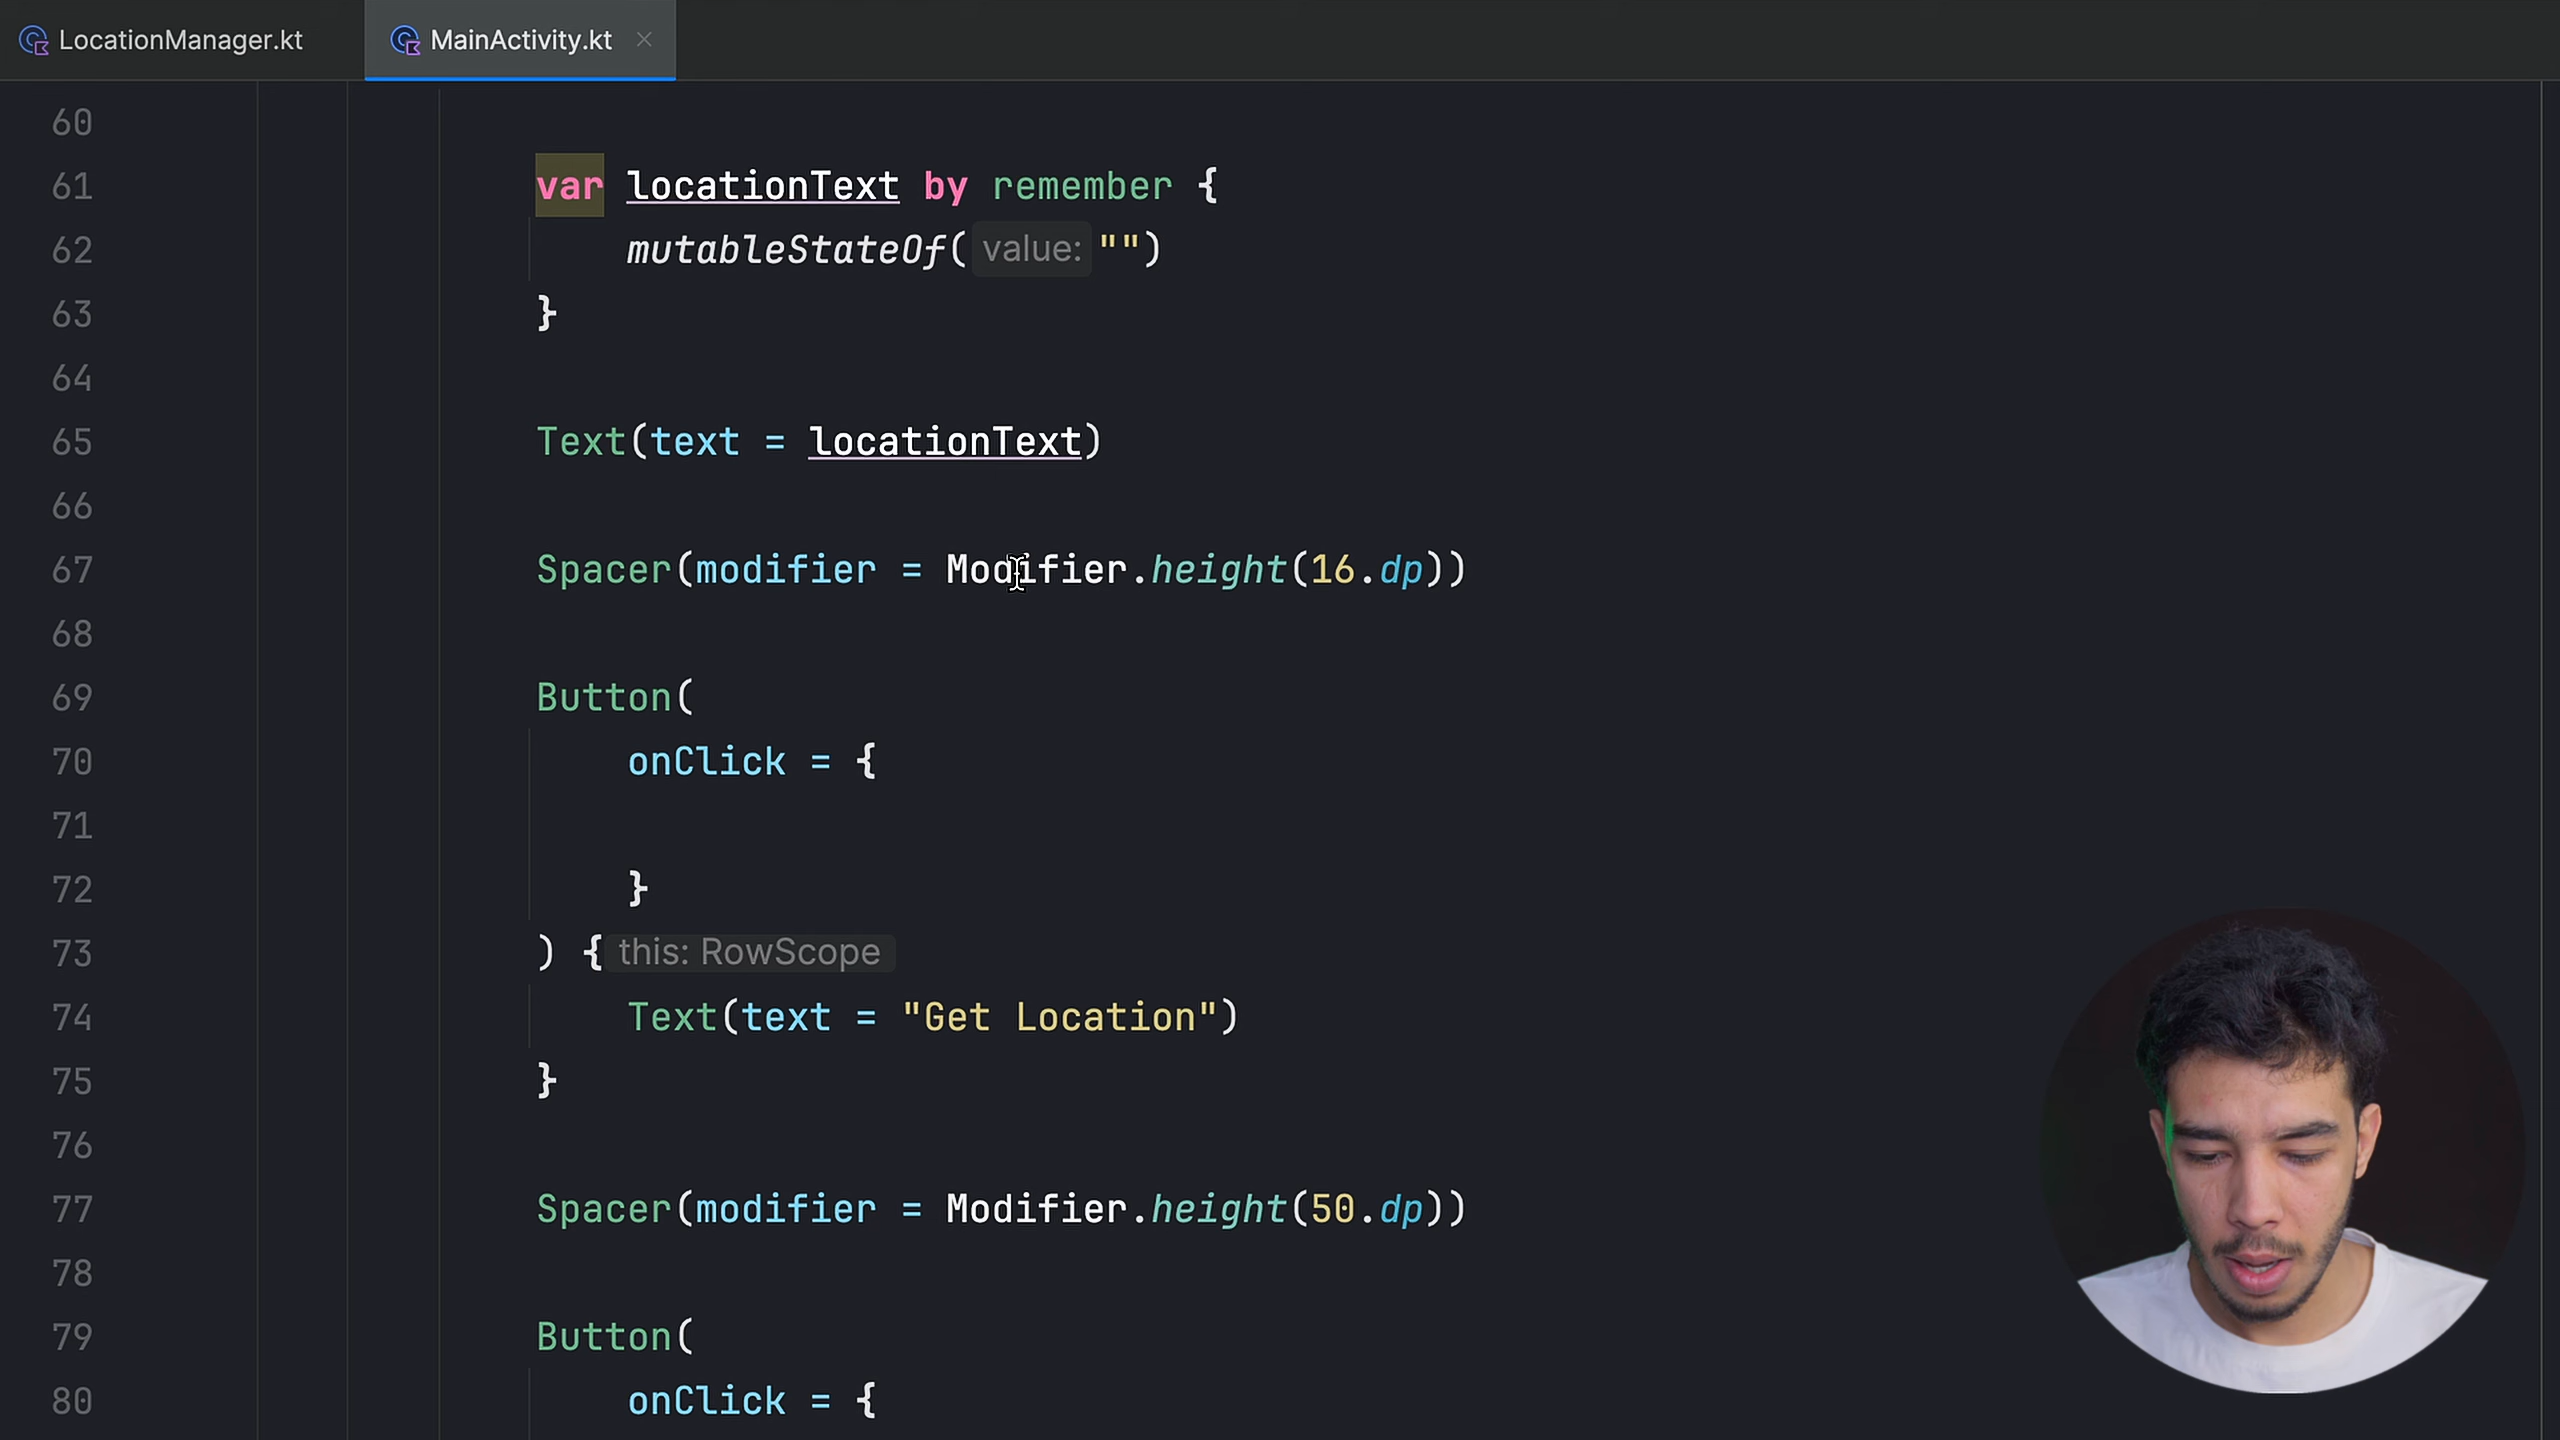 LocationManager.kt MainActivity.kt
60
61 var locationText by remember {
62 mutableStateOf( value: "")
63 }
64
65 Text(text = locationText)
66
67 Spacer(modifier = Modifier.height(16.dp))
68
69 Button(
70 onClick = {
71
72 }
73 ) { this: RowScope
74 Text(text = "Get Location")
75 }
76
77 Spacer(modifier = Modifier.height(50.dp))
78
79 Button(
80 onClick = {